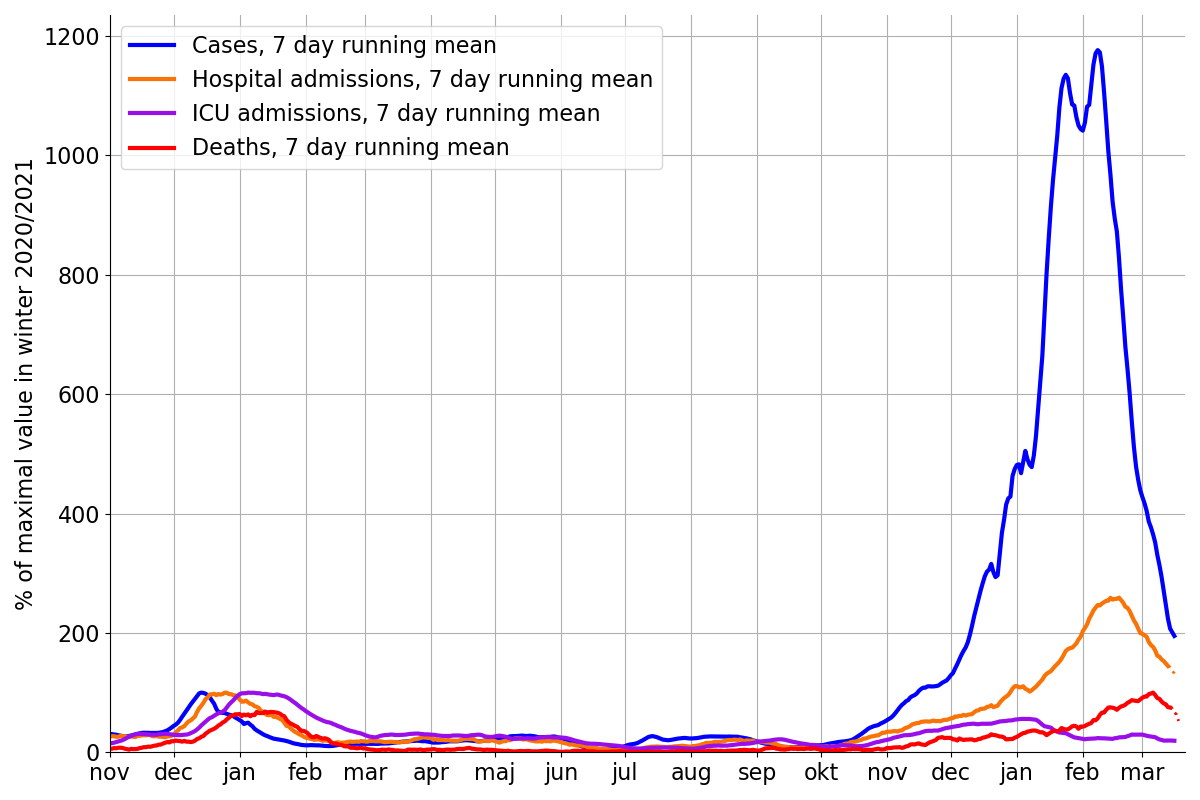 Cases, 7 day running mean
Hospital admissions, 7 day running mean
ICU admissions, 7 day running mean
Deaths, 7 day running mean
% of maximal value in winter 2020/2021
1200
1000
800
600
400
200
0
nov dec jan feb mar apr maj jun jul aug sep okt nov dec jan feb mar